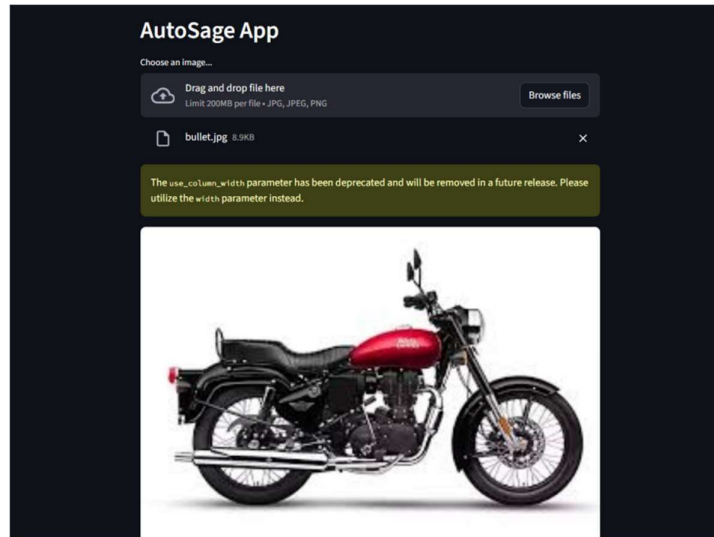 AutoSage App
Choose an image...
Drag and drop file here
Limit 200MB per file • JPG, JPEG, PNG
Browse files
bullet.jpg 8.9KB
The use_column_width parameter has been deprecated and will be removed in a future release. Please
utilize the width parameter instead.